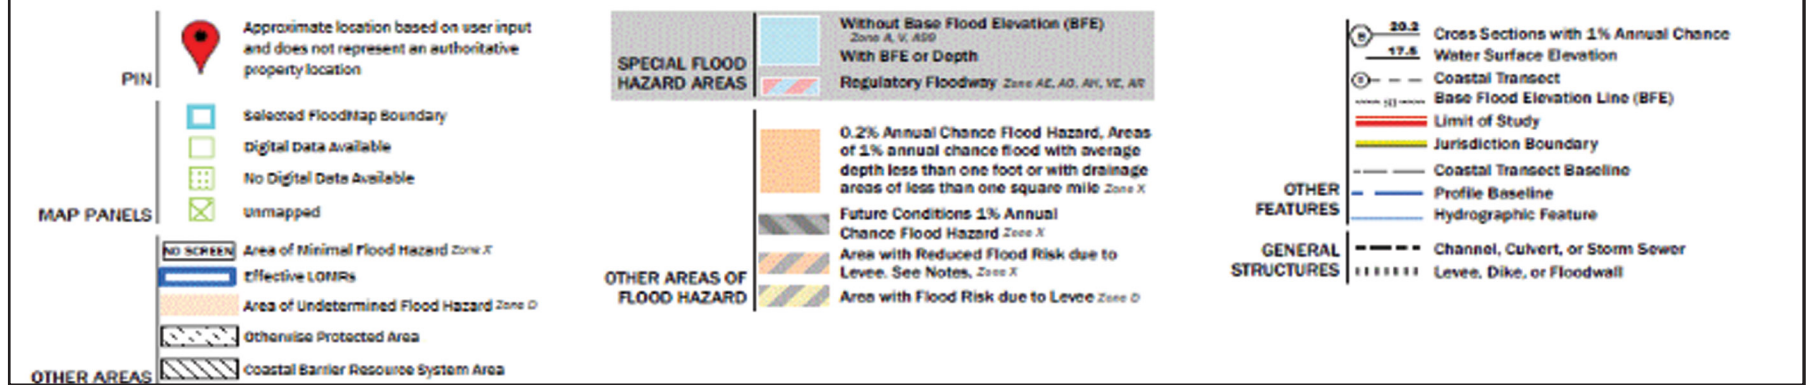 Approximate location based on user input
and does not represent an authoritative
property location
PIN
Selected FloodMap Boundary
Digital Data Available
No Digital Data Available
Unmapped
MAP PANELS
NO SCREEN Area of Minimal Flood Hazard Zone X
Effective LOMRs
Area of Undetermined Flood Hazard Zone D
Otherwise Protected Area
Coastal Barrier Resource System Area
OTHER AREAS
SPECIAL FLOOD
HAZARD AREAS
Without Base Flood Elevation (BFE)
Zone A, V, A99
With BFE or Depth
Regulatory Floodway Zone AE, AO, AH, VE, AR
0.2% Annual Chance Flood Hazard, Areas
of 1% annual chance flood with average
depth less than one foot or with drainage
areas of less than one square mile Zone X
Future Conditions 1% Annual
Chance Flood Hazard Zone X
Area with Reduced Flood Risk due to
Levee. See Notes. Zone X
Area with Flood Risk due to Levee Zone D
OTHER AREAS OF
FLOOD HAZARD
20.2 Cross Sections with 1% Annual Chance
17.5 Water Surface Elevation
Coastal Transect
Base Flood Elevation Line (BFE)
Limit of Study
Jurisdiction Boundary
Coastal Transect Baseline
Profile Baseline
Hydrographic Feature
OTHER
FEATURES
Channel, Culvert, or Storm Sewer
Levee, Dike, or Floodwall
GENERAL
STRUCTURES